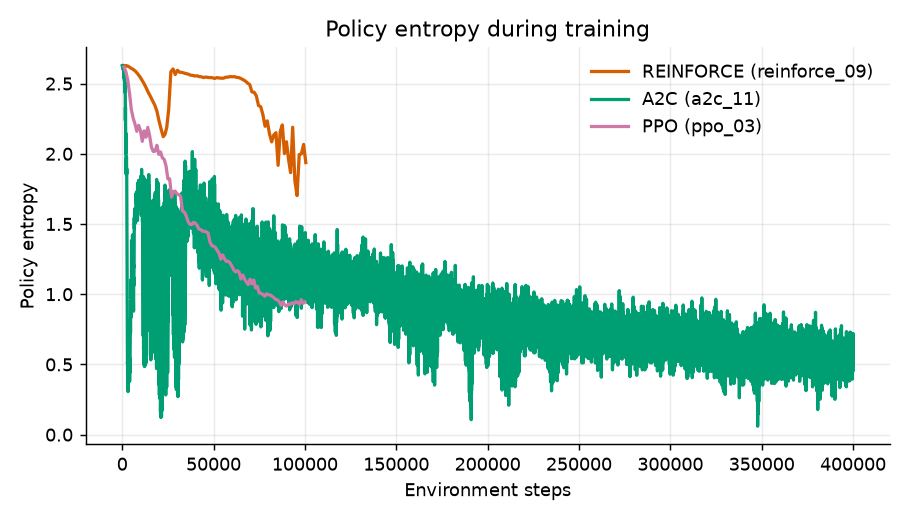 Policy entropy during training
REINFORCE (reinforce_09)
A2C (a2c_11)
PPO (ppo_03)
Policy entropy
2.5
2.0
1.5
1.0
0.5
0.0
0 50000 100000 150000 200000 250000 300000 350000 400000
Environment steps